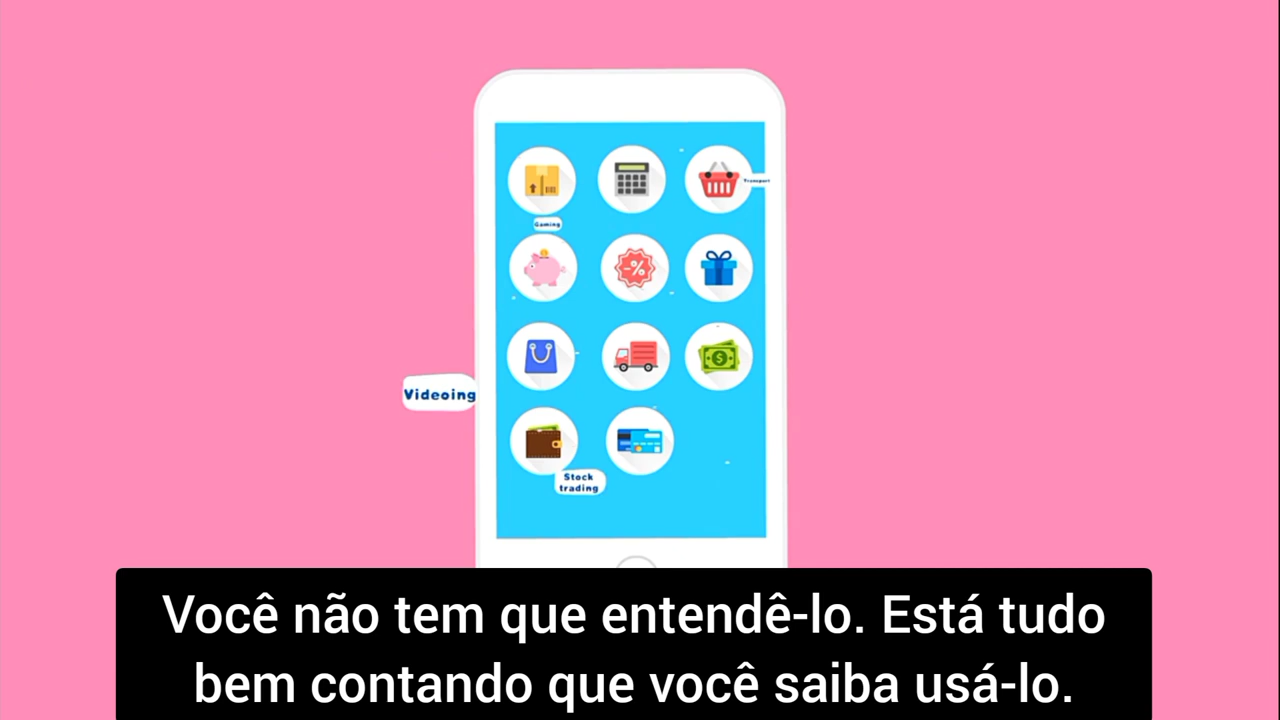 Transport
Gaming
Videoing
Stock
trading
Você não tem que entendê-lo. Está tudo
bem contando que você saiba usá-lo.